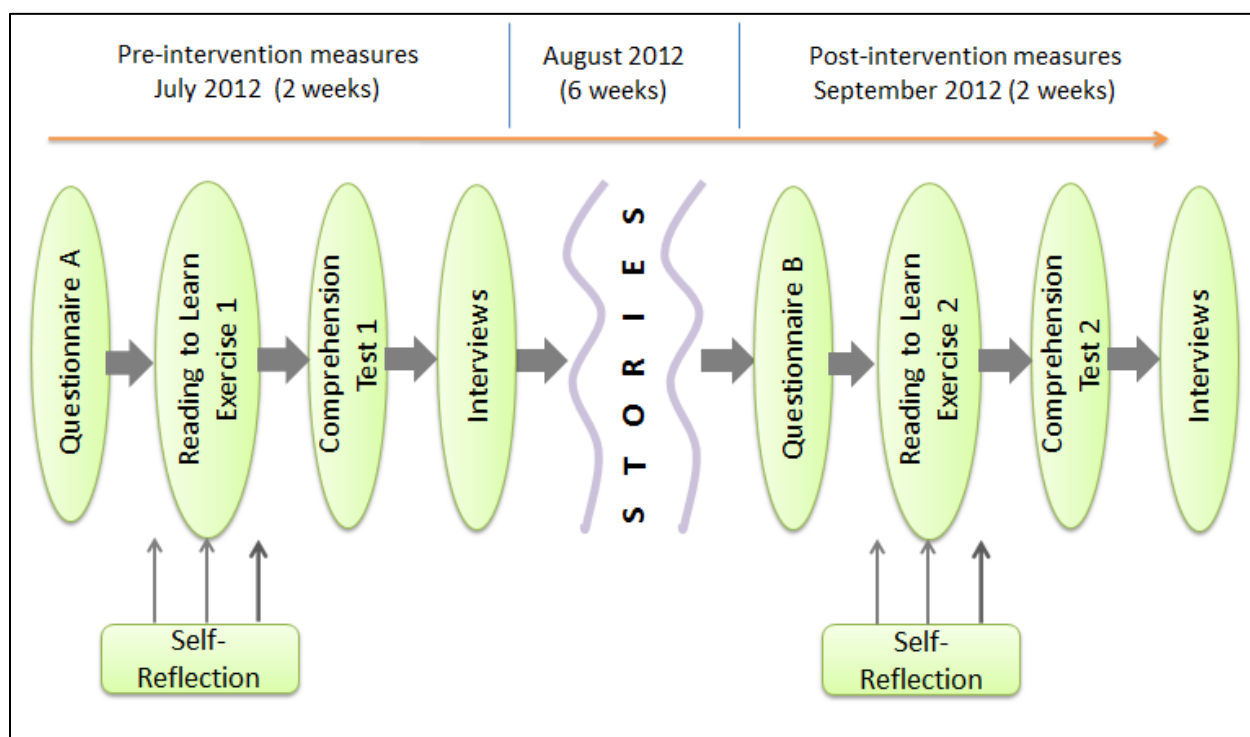 Pre-intervention measures
July 2012 (2 weeks)
August 2012
(6 weeks)
Post-intervention measures
September 2012 (2 weeks)
Questionnaire A
Reading to Learn
Exercise 1
Comprehension
Test 1
Interviews
STORIES
Questionnaire B
Reading to Learn
Exercise 2
Comprehension
Test 2
Interviews
Self-
Reflection
Self-
Reflection